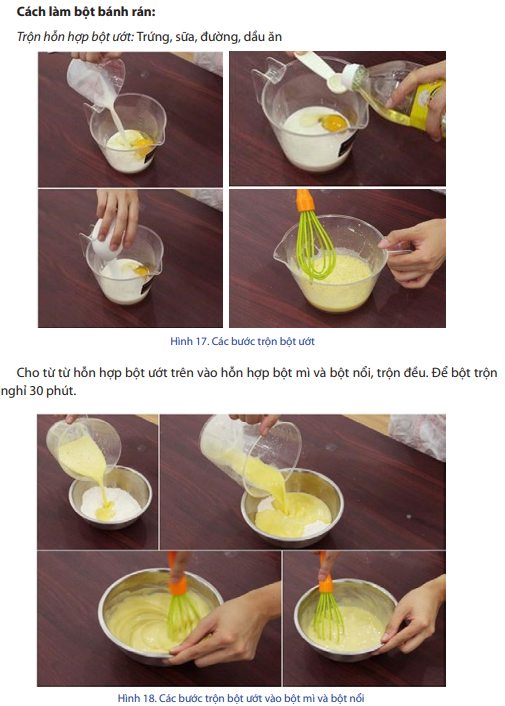 Cách làm bột bánh rán:
Trộn hỗn hợp bột ướt: Trứng, sữa, đường, dầu ăn
Hình 17. Các bước trộn bột ướt
Cho từ từ hỗn hợp bột ướt trên vào hỗn hợp bột mì và bột nổi, trộn đều. Để bột trộn
nghỉ 30 phút.
Hình 18. Các bước trộn bột ướt vào bột mì và bột nổi